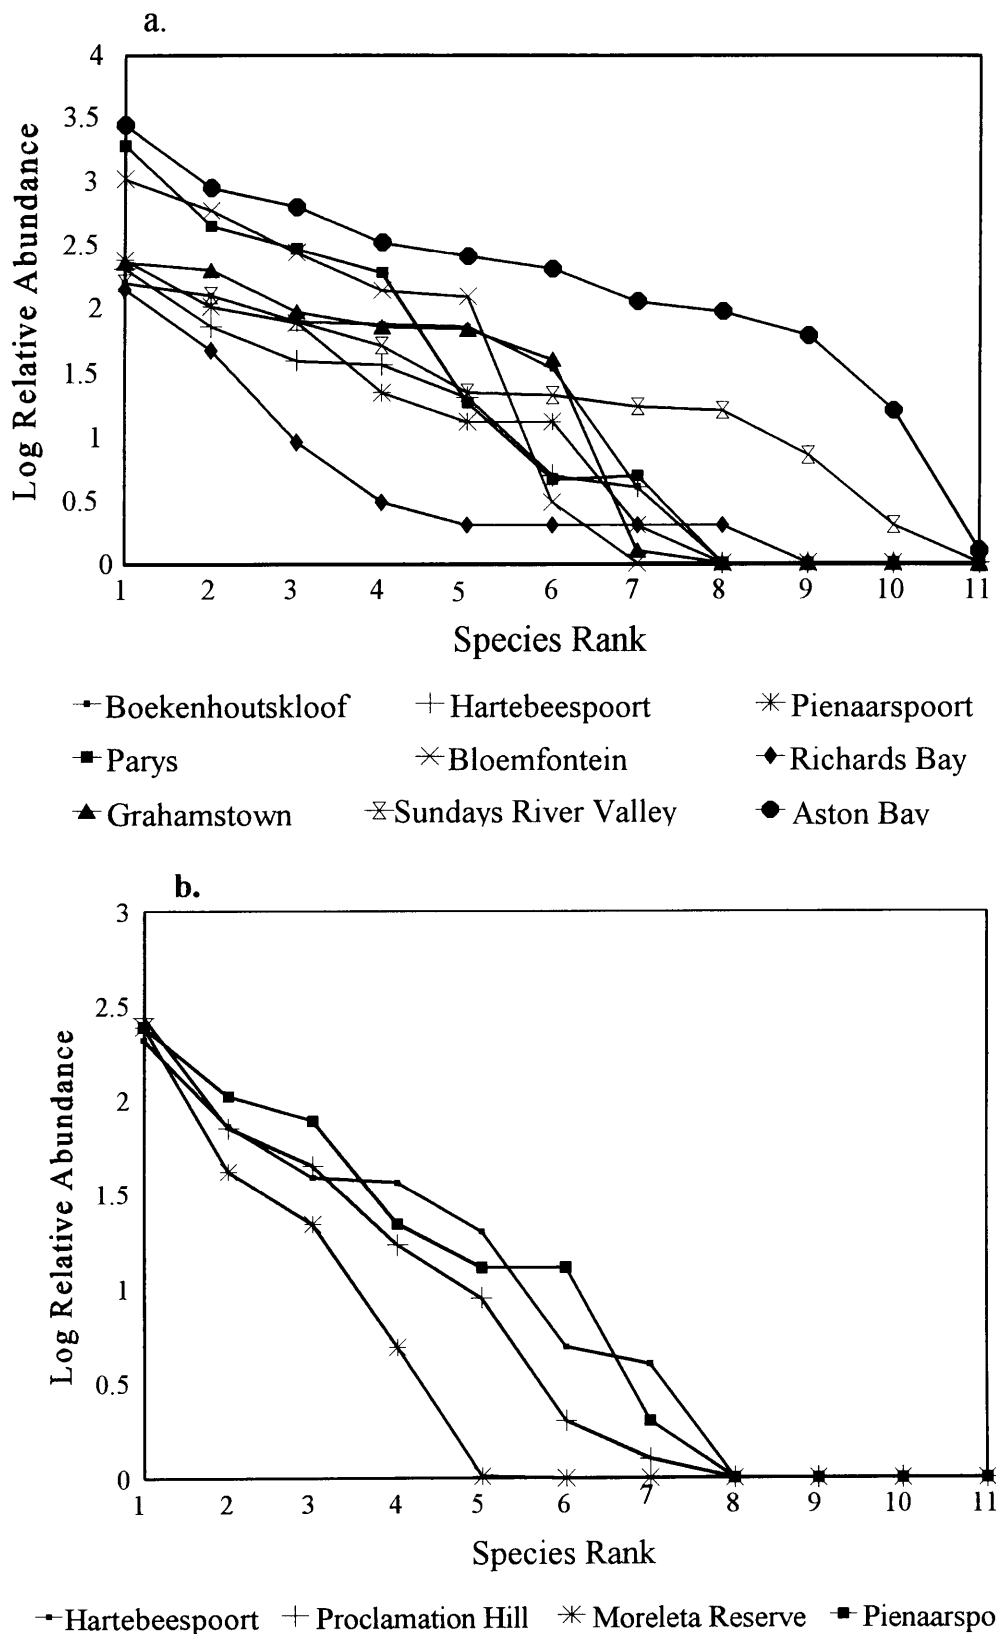 a.
4
3.5
3
2.5
2
1.5
1
0.5
0
Log Relative Abundance
1 2 3 4 5 6 7 8 9 10 11
Species Rank
Boekenhoutskloof Hartebeespoort Pienaarspoort
Parys Bloemfontein Richards Bay
Grahamstown Sundays River Valley Aston Bay
b.
3
2.5
2
1.5
1
0.5
0
Log Relative Abundance
1 2 3 4 5 6 7 8 9 10 11
Species Rank
Hartebeespoort Proclamation Hill Moreleta Reserve Pienaarspo